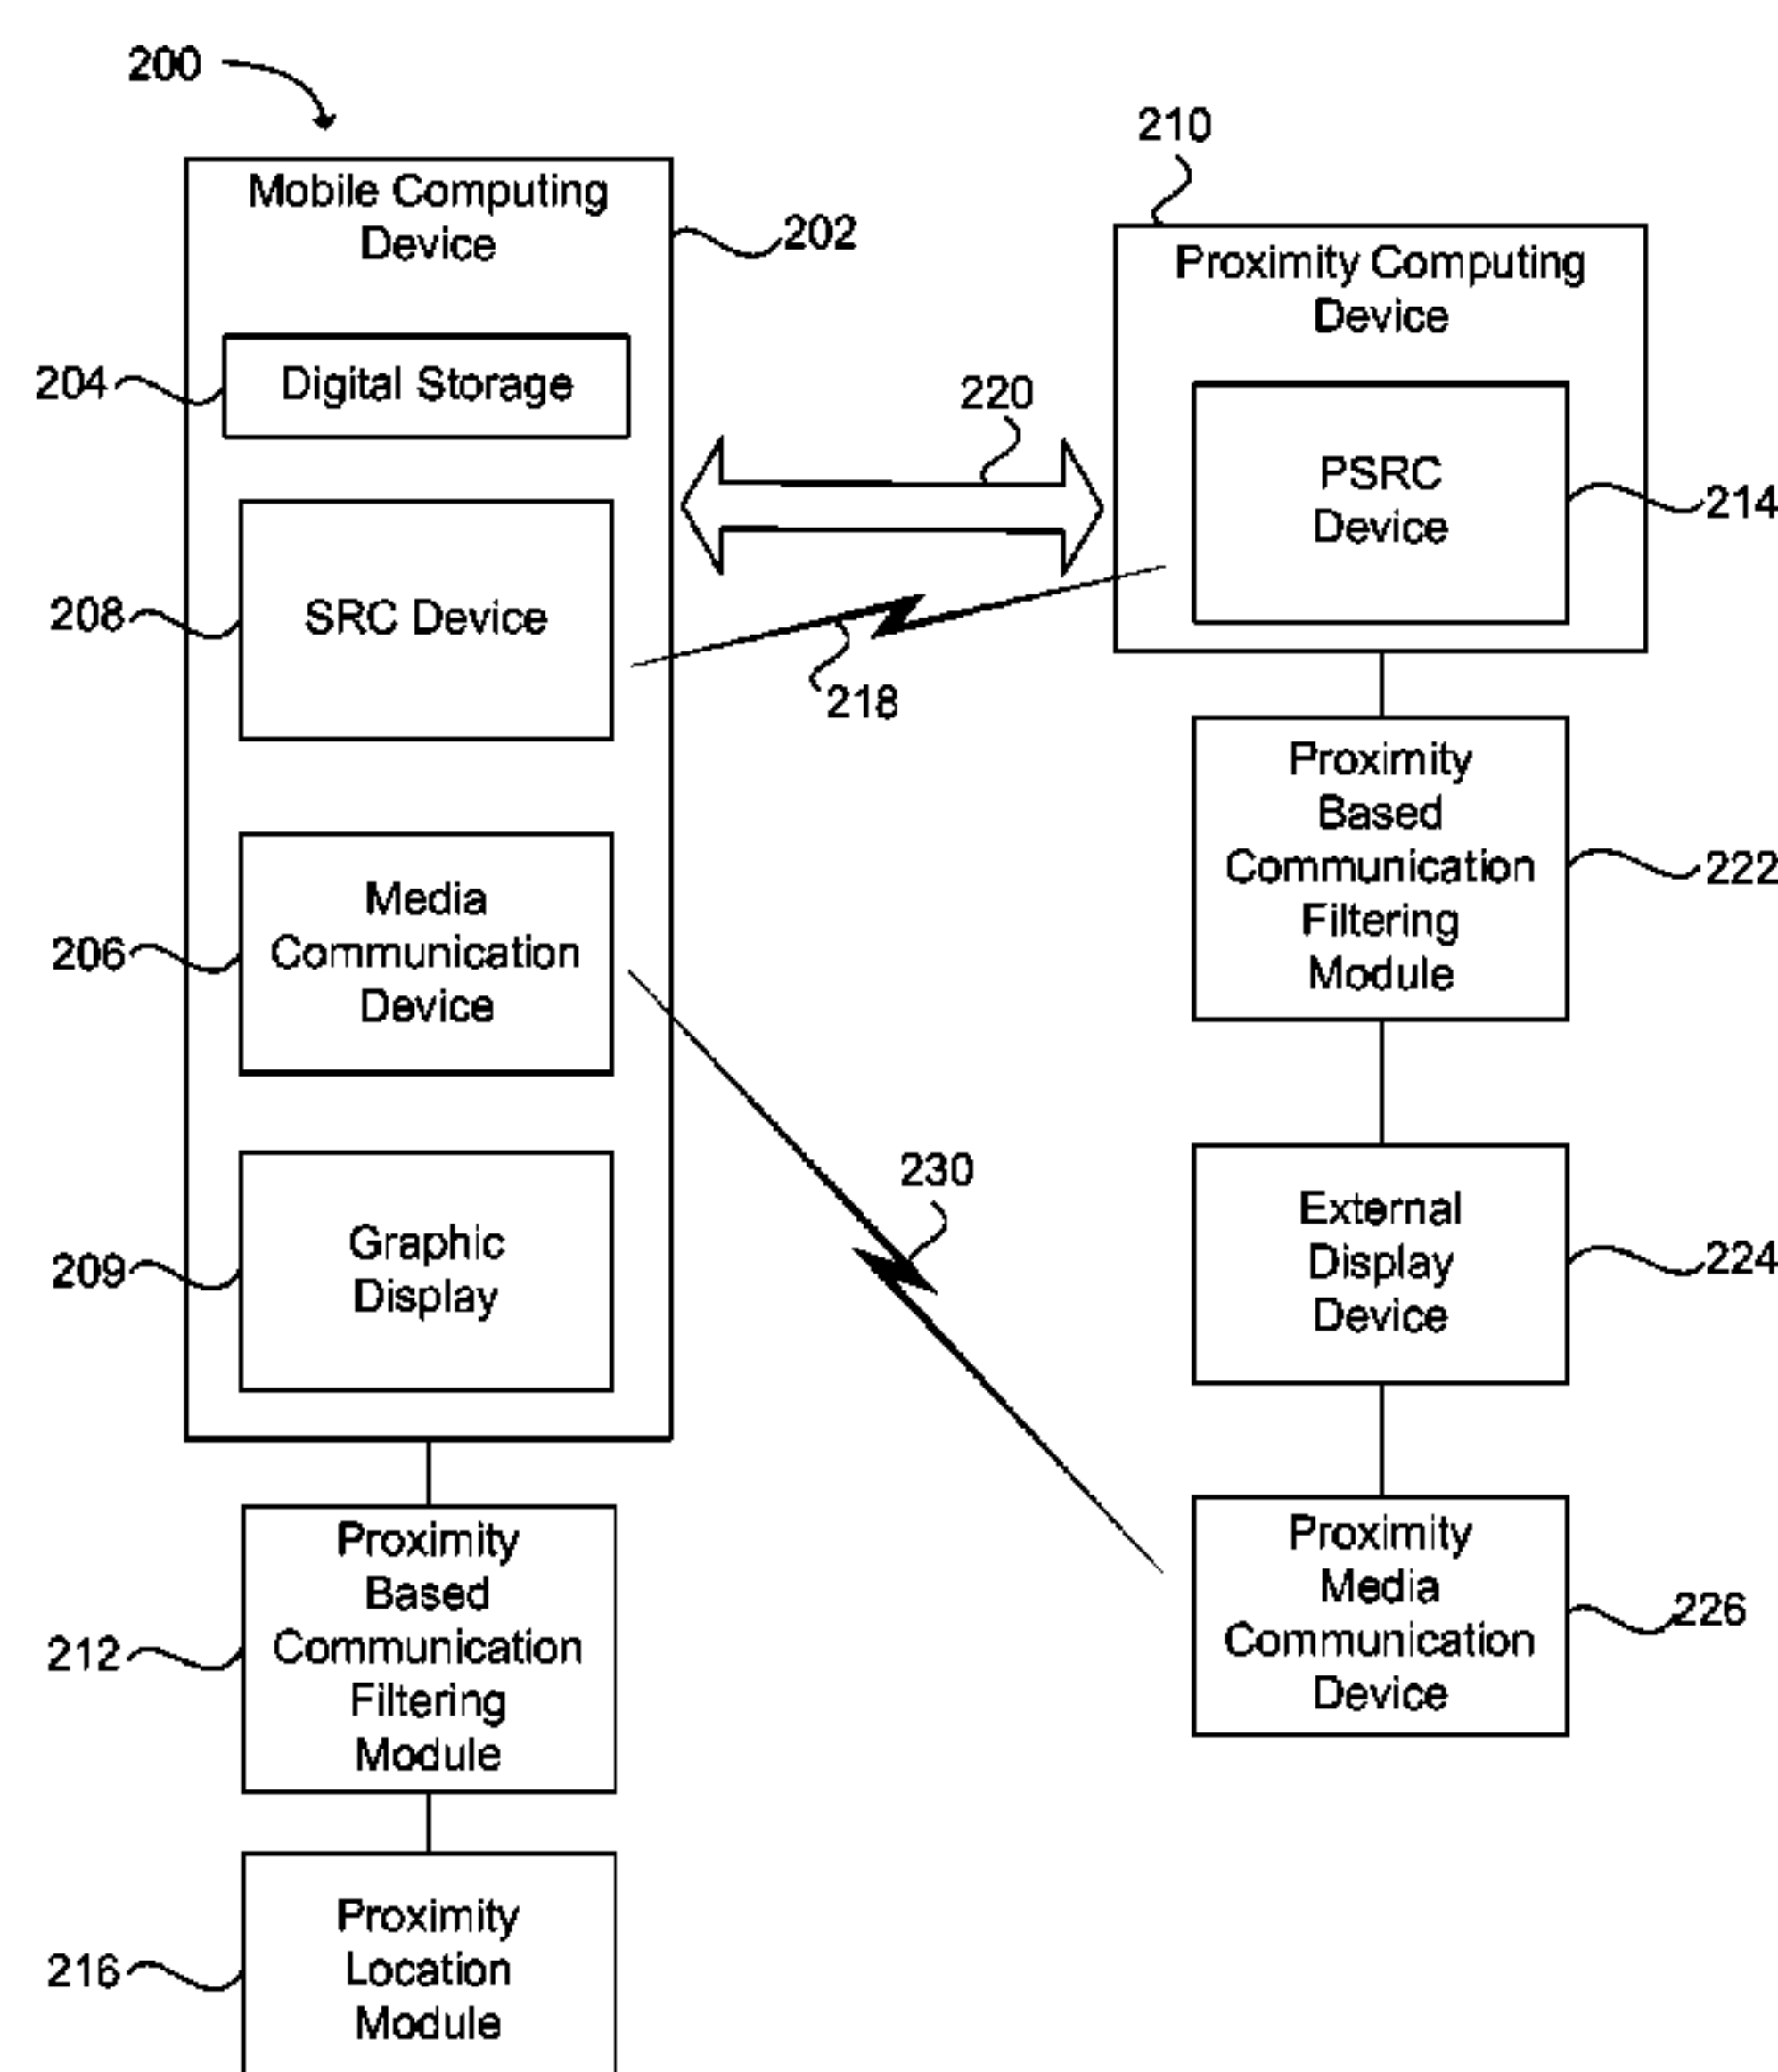 200
Mobile Computing
Device
202
204
Digital Storage
208
SRC Device
206
Media
Communication
Device
209
Graphic
Display
212
Proximity
Based
Communication
Filtering
Module
216
Proximity
Location
Module
220
218
230
210
Proximity Computing
Device
PSRC
Device
214
Proximity
Based
Communication
Filtering
Module
222
External
Display
Device
224
Proximity
Media
Communication
Device
226